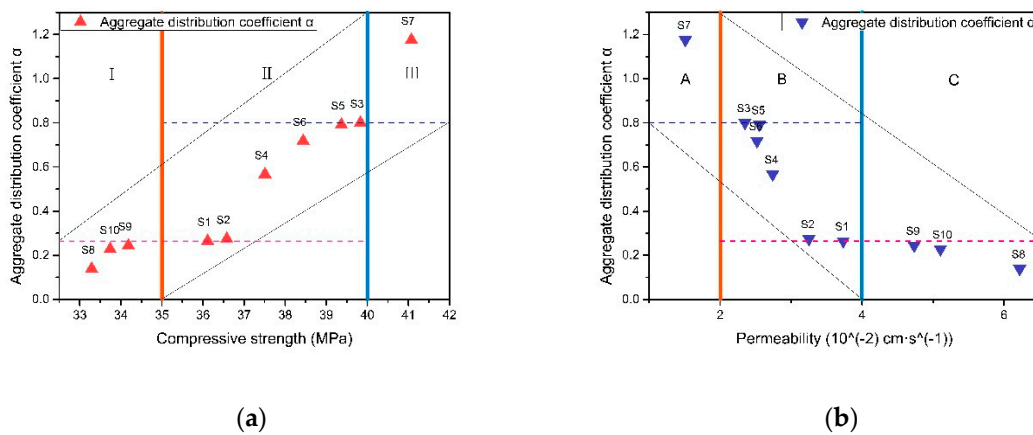 Aggregate distribution coefficient α
I
II
III
S7
S5
S3
S6
S4
S1
S2
S10
S9
S8
1.2
1.0
0.8
0.6
0.4
0.2
0.0
33 34 35 36 37 38 39 40 41 42
Compressive strength (MPa)
Aggregate distribution coefficient α
(a)
Aggregate distribution coefficient α
S7
A
B
C
S3
S5
S6
S4
S2
S1
S9
S10
S8
1.2
1.0
0.8
0.6
0.4
0.2
0.0
2 4 6
Permeability (10^(-2) cm·s^(-1))
Aggregate distribution coefficient α
(b)